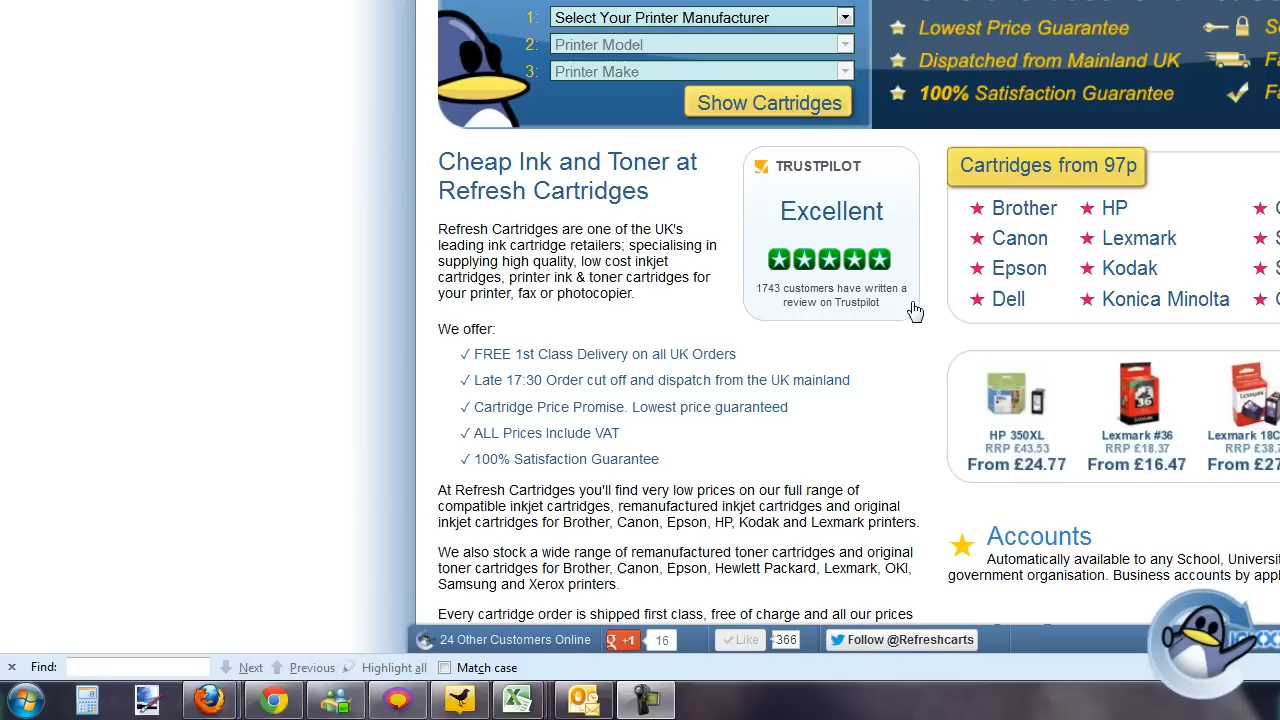 1: Select Your Printer Manufacturer
2: Printer Model
3: Printer Make
Show Cartridges
Lowest Price Guarantee
Dispatched from Mainland UK
100% Satisfaction Guarantee
Cheap Ink and Toner at
Refresh Cartridges
Refresh Cartridges are one of the UK's
leading ink cartridge retailers; specialising in
supplying high quality, low cost inkjet
cartridges, printer ink & toner cartridges for
your printer, fax or photocopier.
TRUSTPILOT
Excellent
1743 customers have written a
review on Trustpilot
Cartridges from 97p
Brother HP
Canon Lexmark
Epson Kodak
Dell Konica Minolta
We offer:
✓ FREE 1st Class Delivery on all UK Orders
✓ Late 17:30 Order cut off and dispatch from the UK mainland
✓ Cartridge Price Promise. Lowest price guaranteed
✓ ALL Prices Include VAT
✓ 100% Satisfaction Guarantee
HP 350XL
RRP £43.53
From £24.77
Lexmark #36
RRP £18.37
From £16.47
Lexmark 18C
RRP £38.7
From £27
At Refresh Cartridges you'll find very low prices on our full range of
compatible inkjet cartridges, remanufactured inkjet cartridges and original
inkjet cartridges for Brother, Canon, Epson, HP, Kodak and Lexmark printers.
We also stock a wide range of remanufactured toner cartridges and original
toner cartridges for Brother, Canon, Epson, Hewlett Packard, Lexmark, OKI,
Samsung and Xerox printers.
Every cartridge order is shipped first class, free of charge and all our prices
Accounts
Automatically available to any School, Universi
government organisation. Business accounts by appl
24 Other Customers Online +1 16 Like 366 Follow @Refreshcarts
× Find: Next Previous Highlight all Match case